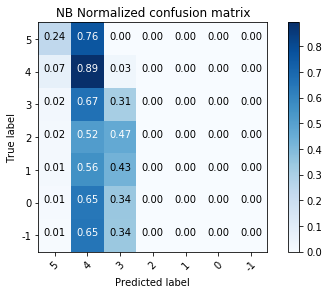 NB Normalized confusion matrix
5 0.24 0.76 0.00 0.00 0.00 0.00 0.00
4 0.07 0.89 0.03 0.00 0.00 0.00 0.00
3 0.02 0.67 0.31 0.00 0.00 0.00 0.00
2 0.02 0.52 0.47 0.00 0.00 0.00 0.00
1 0.01 0.56 0.43 0.00 0.00 0.00 0.00
0 0.01 0.65 0.34 0.00 0.00 0.00 0.00
-1 0.01 0.65 0.34 0.00 0.00 0.00 0.00
5 4 3 2 1 0 -1
True label
Predicted label
0.8
0.7
0.6
0.5
0.4
0.3
0.2
0.1
0.0